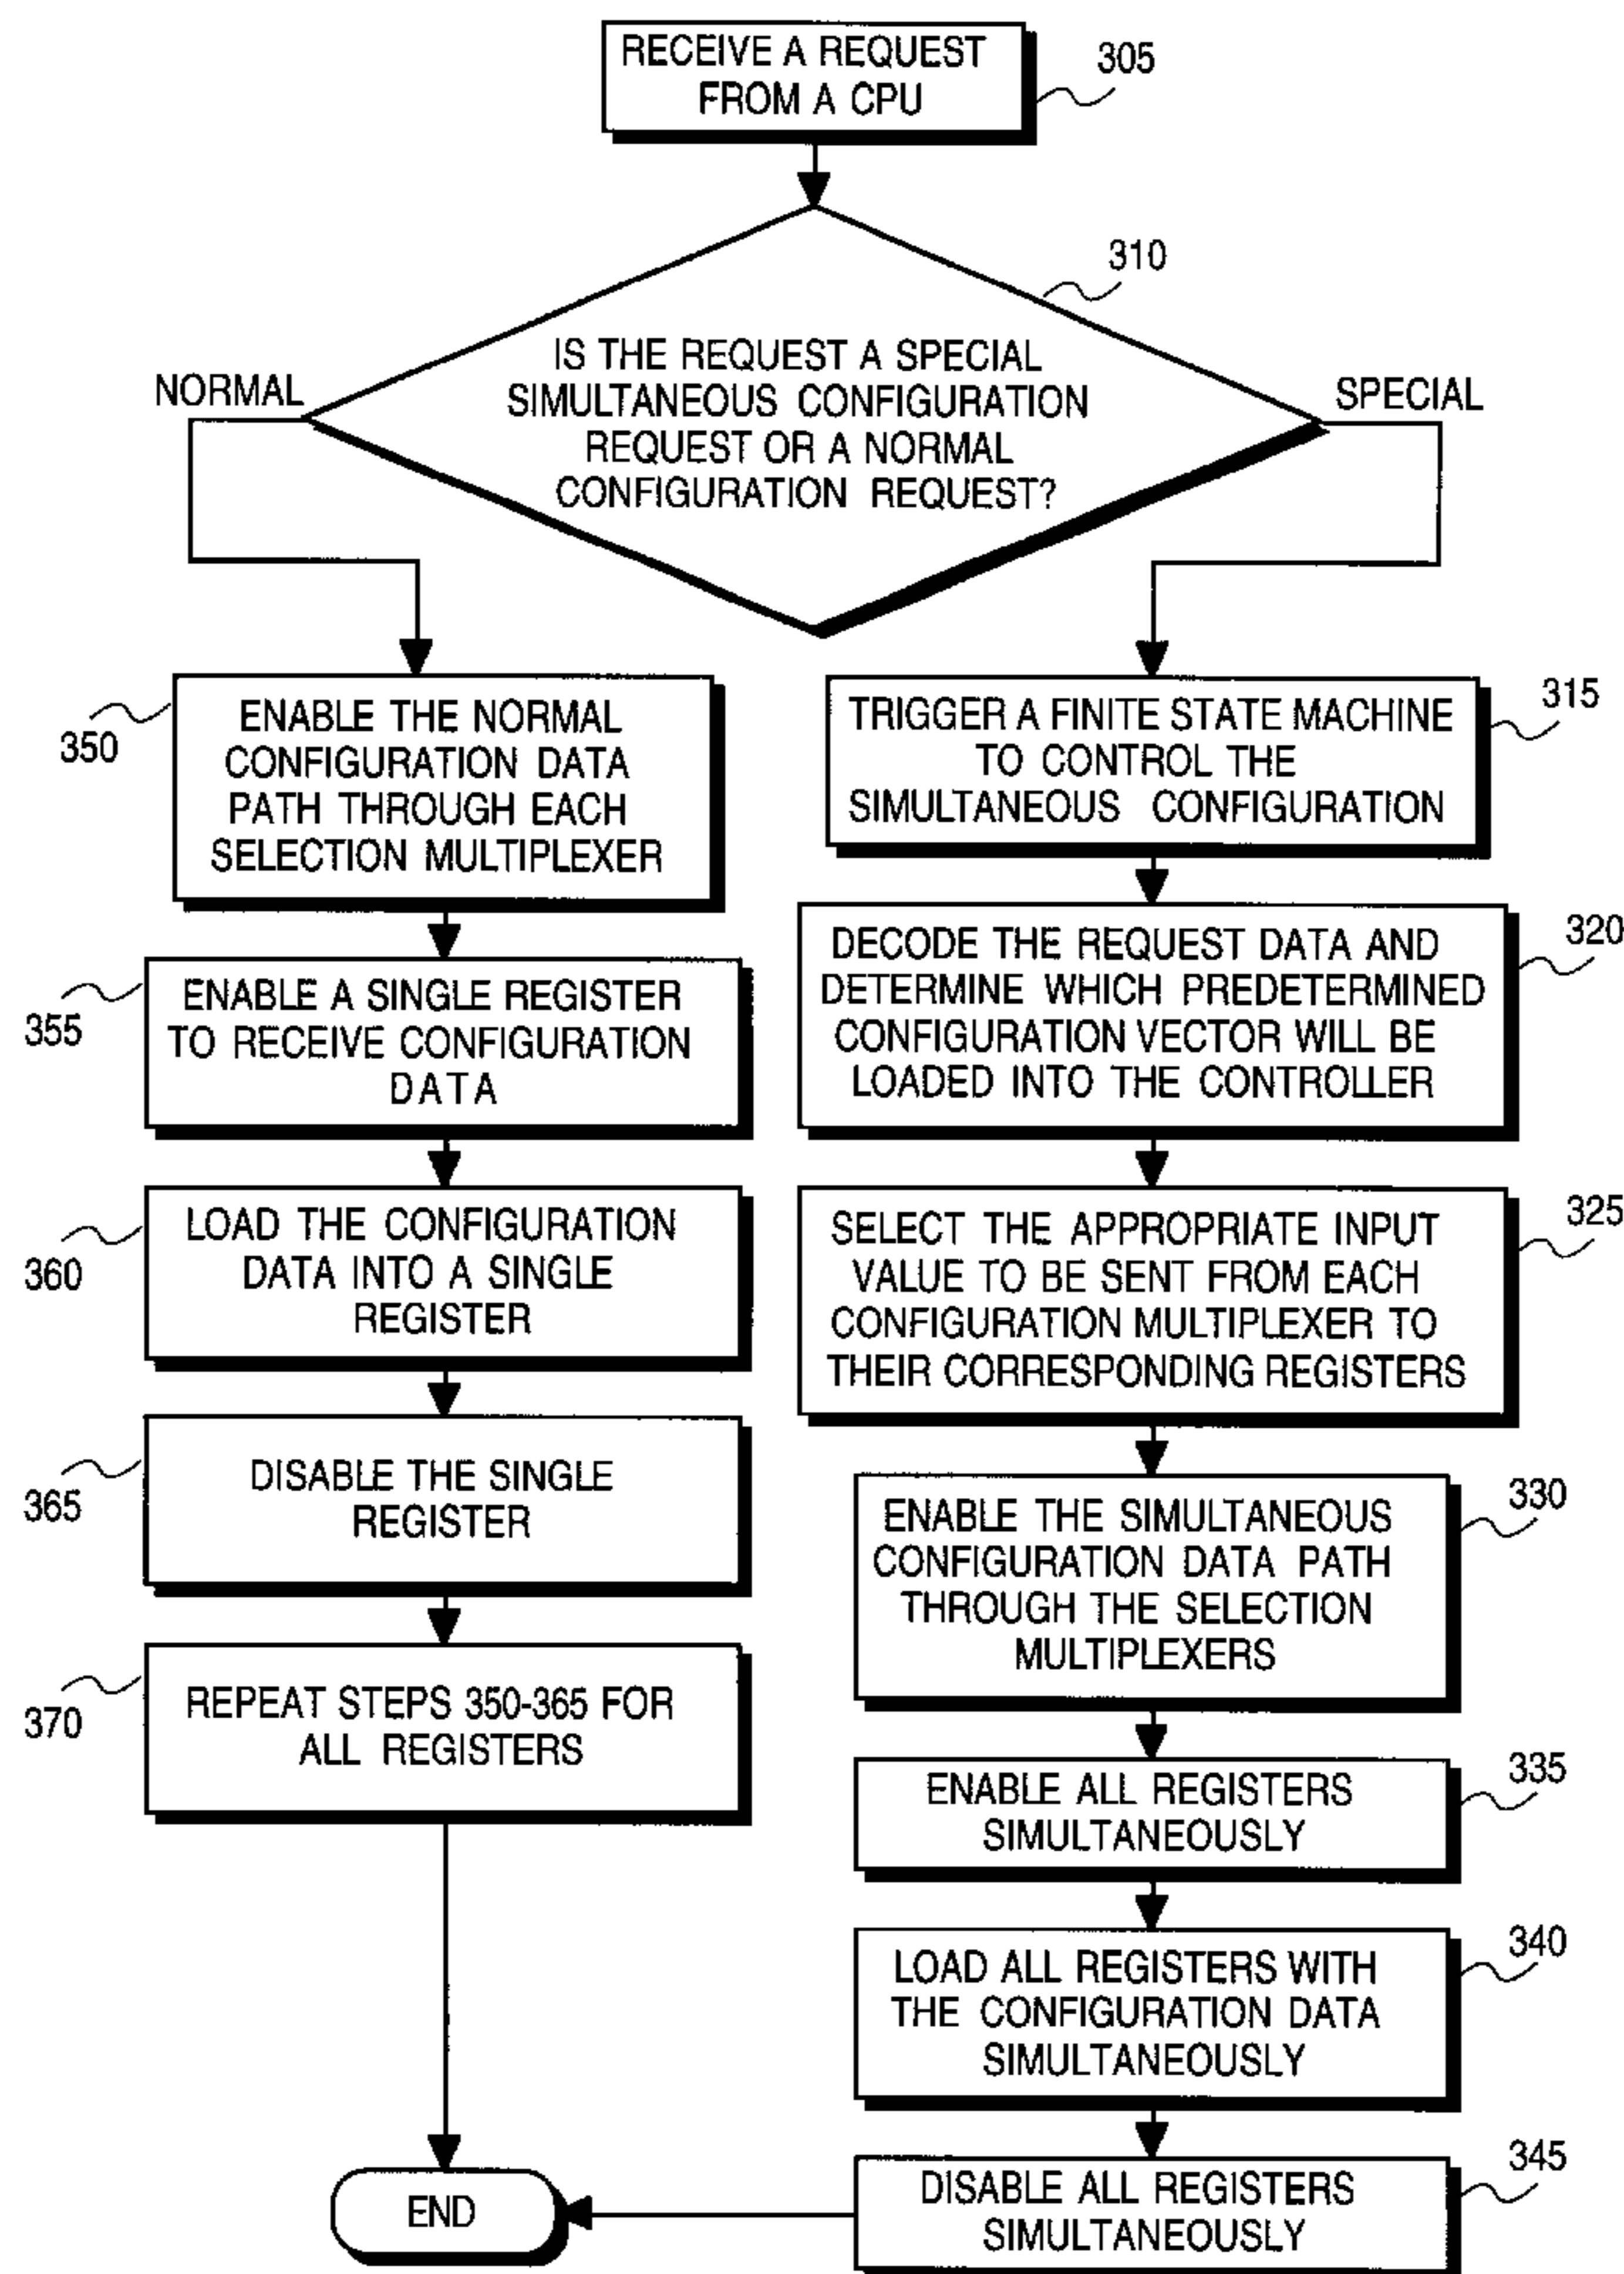 RECEIVE A REQUEST
FROM A CPU
305
310
IS THE REQUEST A SPECIAL
SIMULTANEOUS CONFIGURATION
REQUEST OR A NORMAL
CONFIGURATION REQUEST?
NORMAL
SPECIAL
350
ENABLE THE NORMAL
CONFIGURATION DATA
PATH THROUGH EACH
SELECTION MULTIPLEXER
355
ENABLE A SINGLE REGISTER
TO RECEIVE CONFIGURATION
DATA
360
LOAD THE CONFIGURATION
DATA INTO A SINGLE
REGISTER
365
DISABLE THE SINGLE
REGISTER
370
REPEAT STEPS 350-365 FOR
ALL REGISTERS
315
TRIGGER A FINITE STATE MACHINE
TO CONTROL THE
SIMULTANEOUS CONFIGURATION
320
DECODE THE REQUEST DATA AND
DETERMINE WHICH PREDETERMINED
CONFIGURATION VECTOR WILL BE
LOADED INTO THE CONTROLLER
325
SELECT THE APPROPRIATE INPUT
VALUE TO BE SENT FROM EACH
CONFIGURATION MULTIPLEXER TO
THEIR CORRESPONDING REGISTERS
330
ENABLE THE SIMULTANEOUS
CONFIGURATION DATA PATH
THROUGH THE SELECTION
MULTIPLEXERS
335
ENABLE ALL REGISTERS
SIMULTANEOUSLY
340
LOAD ALL REGISTERS WITH
THE CONFIGURATION DATA
SIMULTANEOUSLY
345
DISABLE ALL REGISTERS
SIMULTANEOUSLY
END